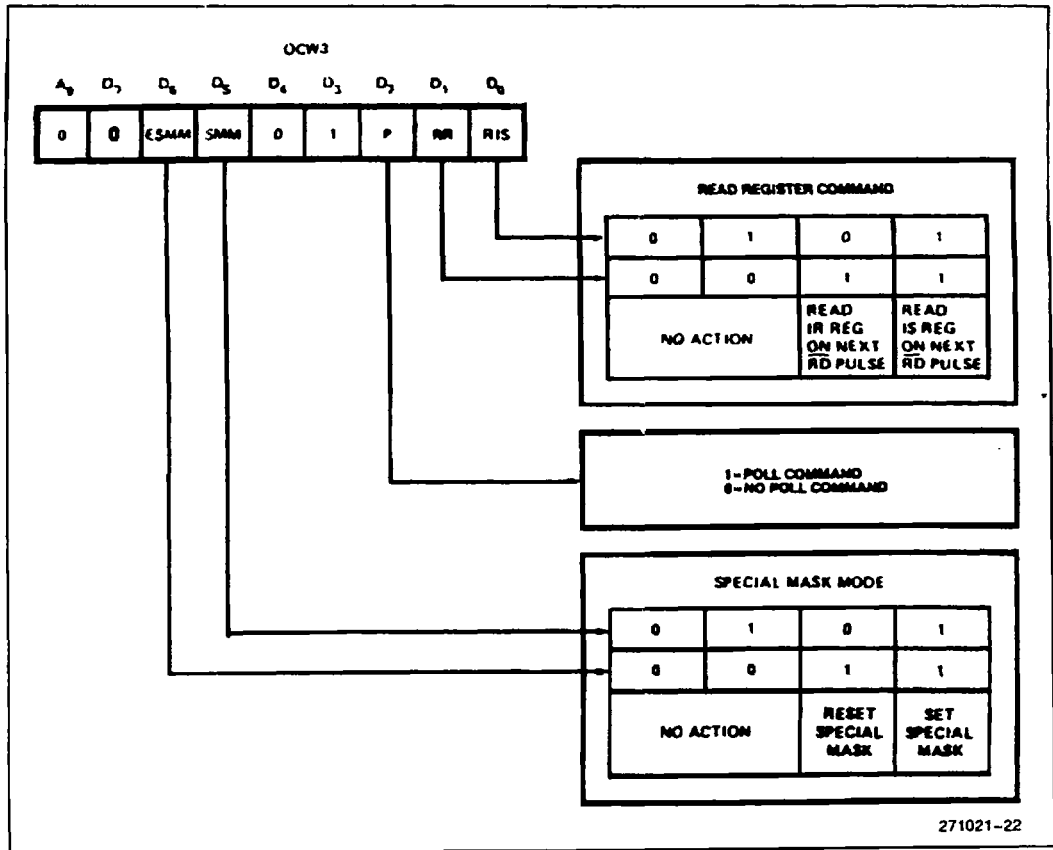 OCW3
A0 D7 D6 D5 D4 D3 D2 D1 D0
0 0 ESMM SMM 0 1 P RR RIS
READ REGISTER COMMAND
0 1 0 1
0 0 1 1
NO ACTION
READ
IR REG
ON NEXT
RD PULSE
READ
IS REG
ON NEXT
RD PULSE
1-POLL COMMAND
0-NO POLL COMMAND
SPECIAL MASK MODE
0 1 0 1
0 0 1 1
NO ACTION
RESET
SPECIAL
MASK
SET
SPECIAL
MASK
271021-22